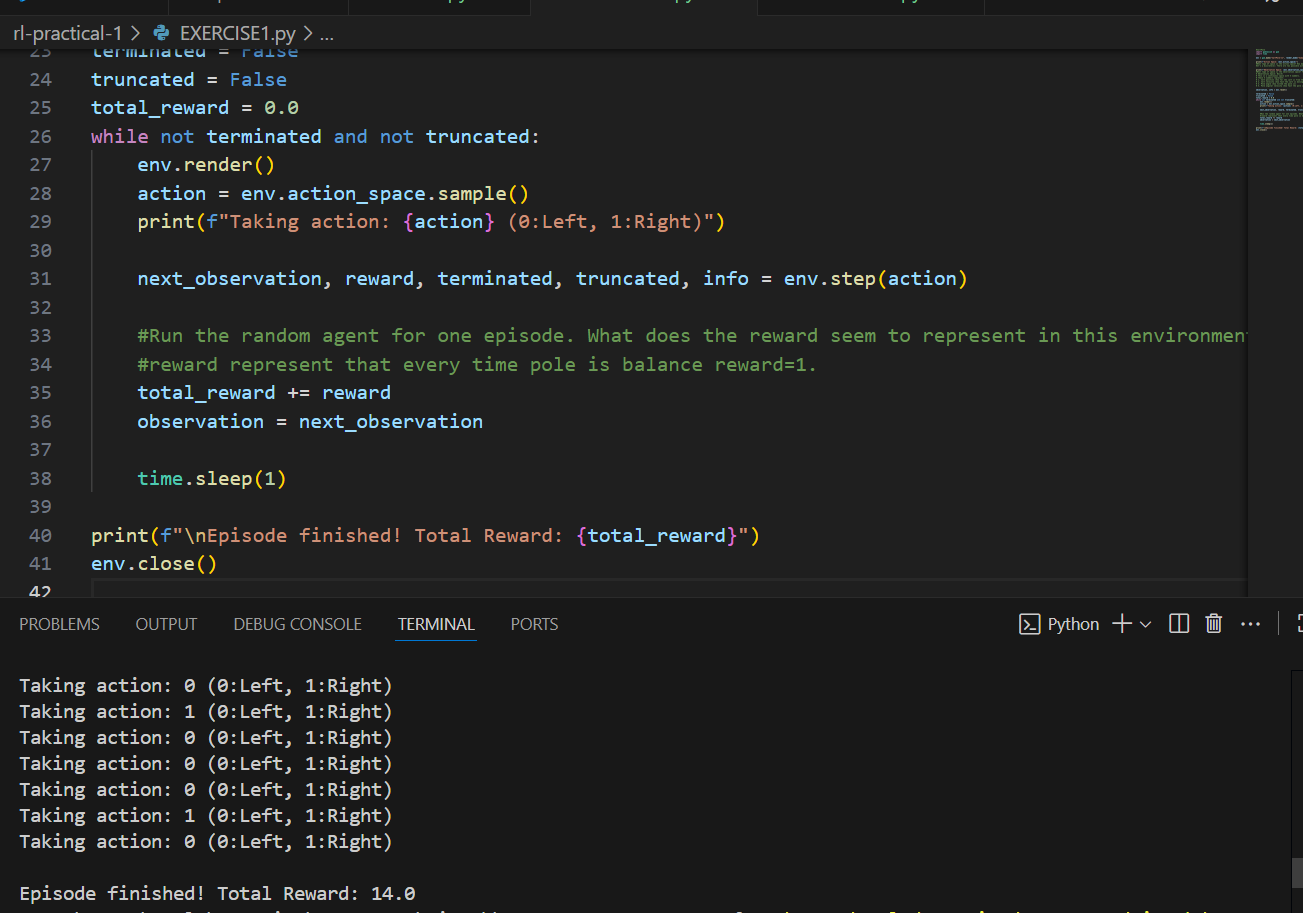 rl-practical-1 > EXERCISE1.py > ...
23 terminated = False
24 truncated = False
25 total_reward = 0.0
26 while not terminated and not truncated:
27     env.render()
28     action = env.action_space.sample()
29     print(f"Taking action: {action} (0:Left, 1:Right)")
30
31     next_observation, reward, terminated, truncated, info = env.step(action)
32
33     #Run the random agent for one episode. What does the reward seem to represent in this environment
34     #reward represent that every time pole is balance reward=1.
35     total_reward += reward
36     observation = next_observation
37
38     time.sleep(1)
39
40 print(f"\nEpisode finished! Total Reward: {total_reward}")
41 env.close()
42
PROBLEMS OUTPUT DEBUG CONSOLE TERMINAL PORTS Python
Taking action: 0 (0:Left, 1:Right)
Taking action: 1 (0:Left, 1:Right)
Taking action: 0 (0:Left, 1:Right)
Taking action: 0 (0:Left, 1:Right)
Taking action: 0 (0:Left, 1:Right)
Taking action: 1 (0:Left, 1:Right)
Taking action: 0 (0:Left, 1:Right)
Episode finished! Total Reward: 14.0